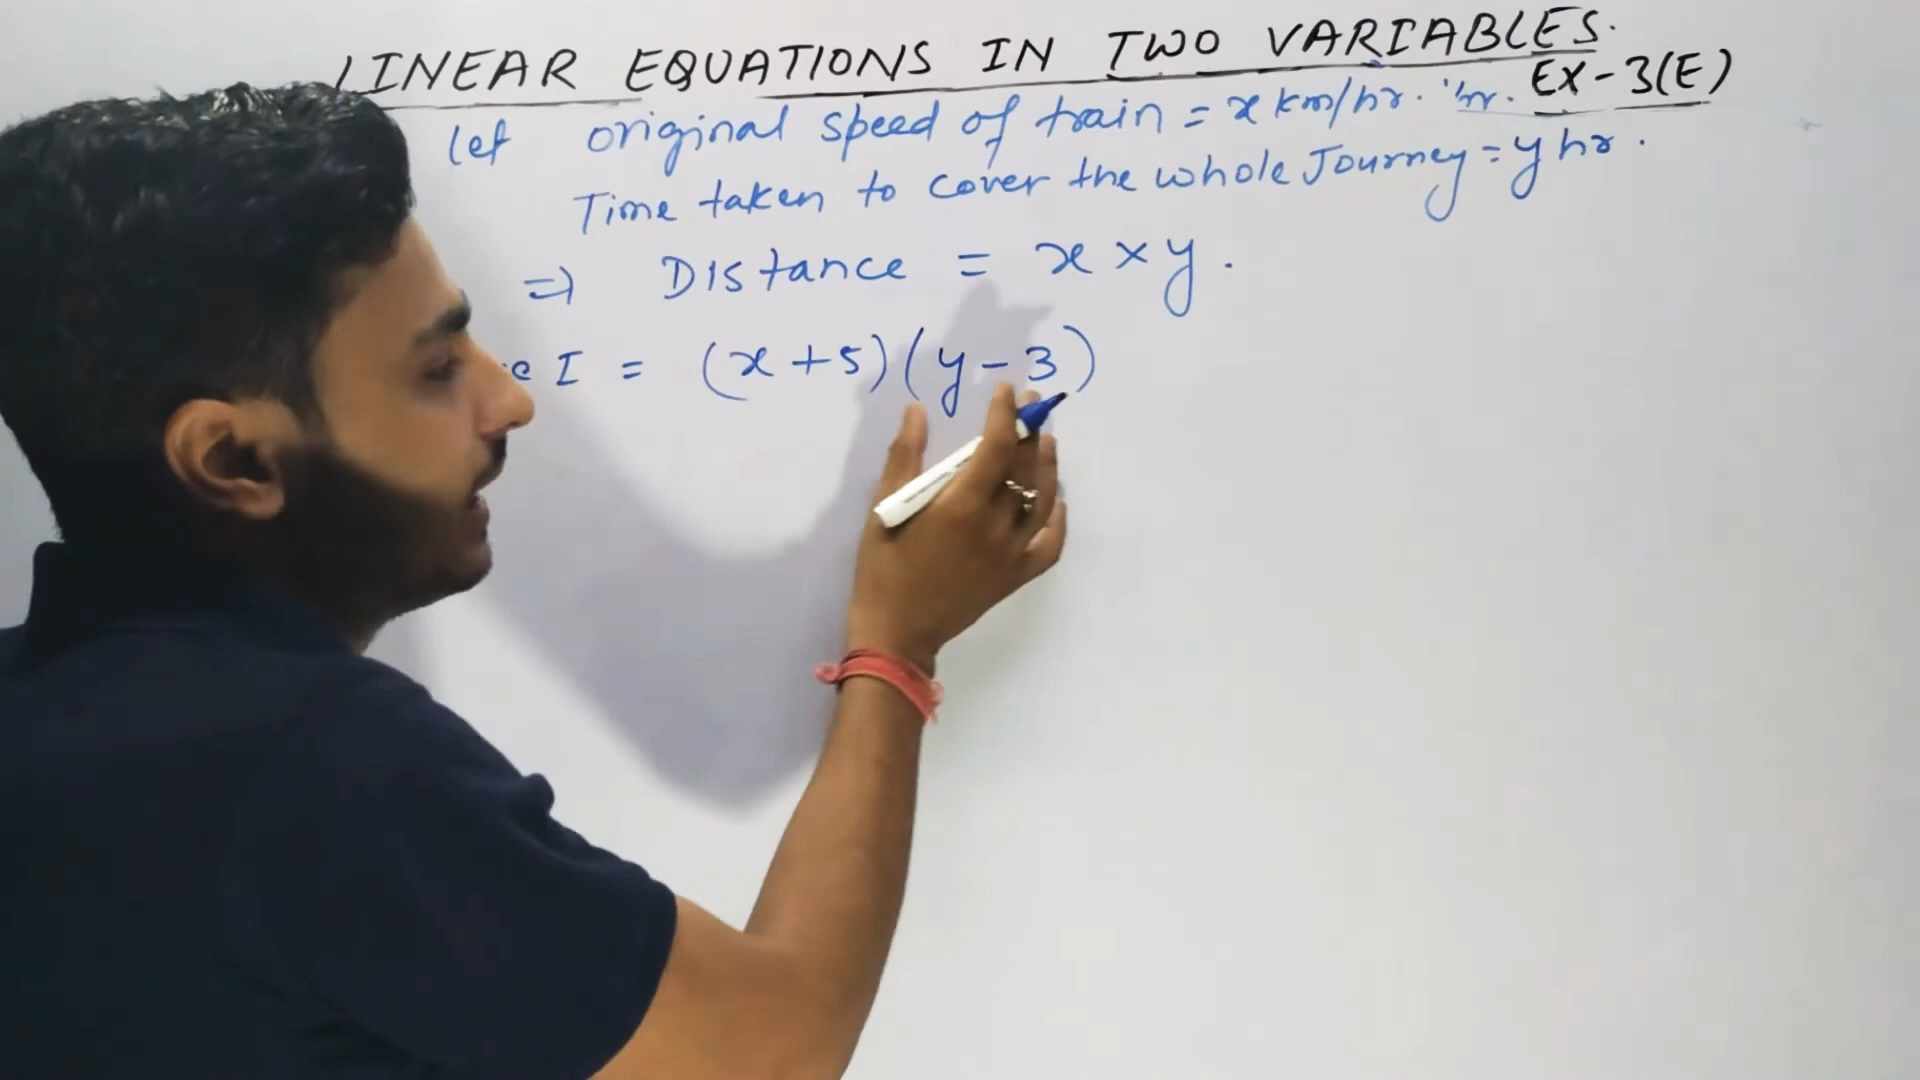 LINEAR EQUATIONS IN TWO VARIABLES.
EX-3(E)
let original speed of train = x km/hr.
Time taken to cover the whole Journey = y hr.
=> Distance = x × y.
I = (x+5)(y-3)